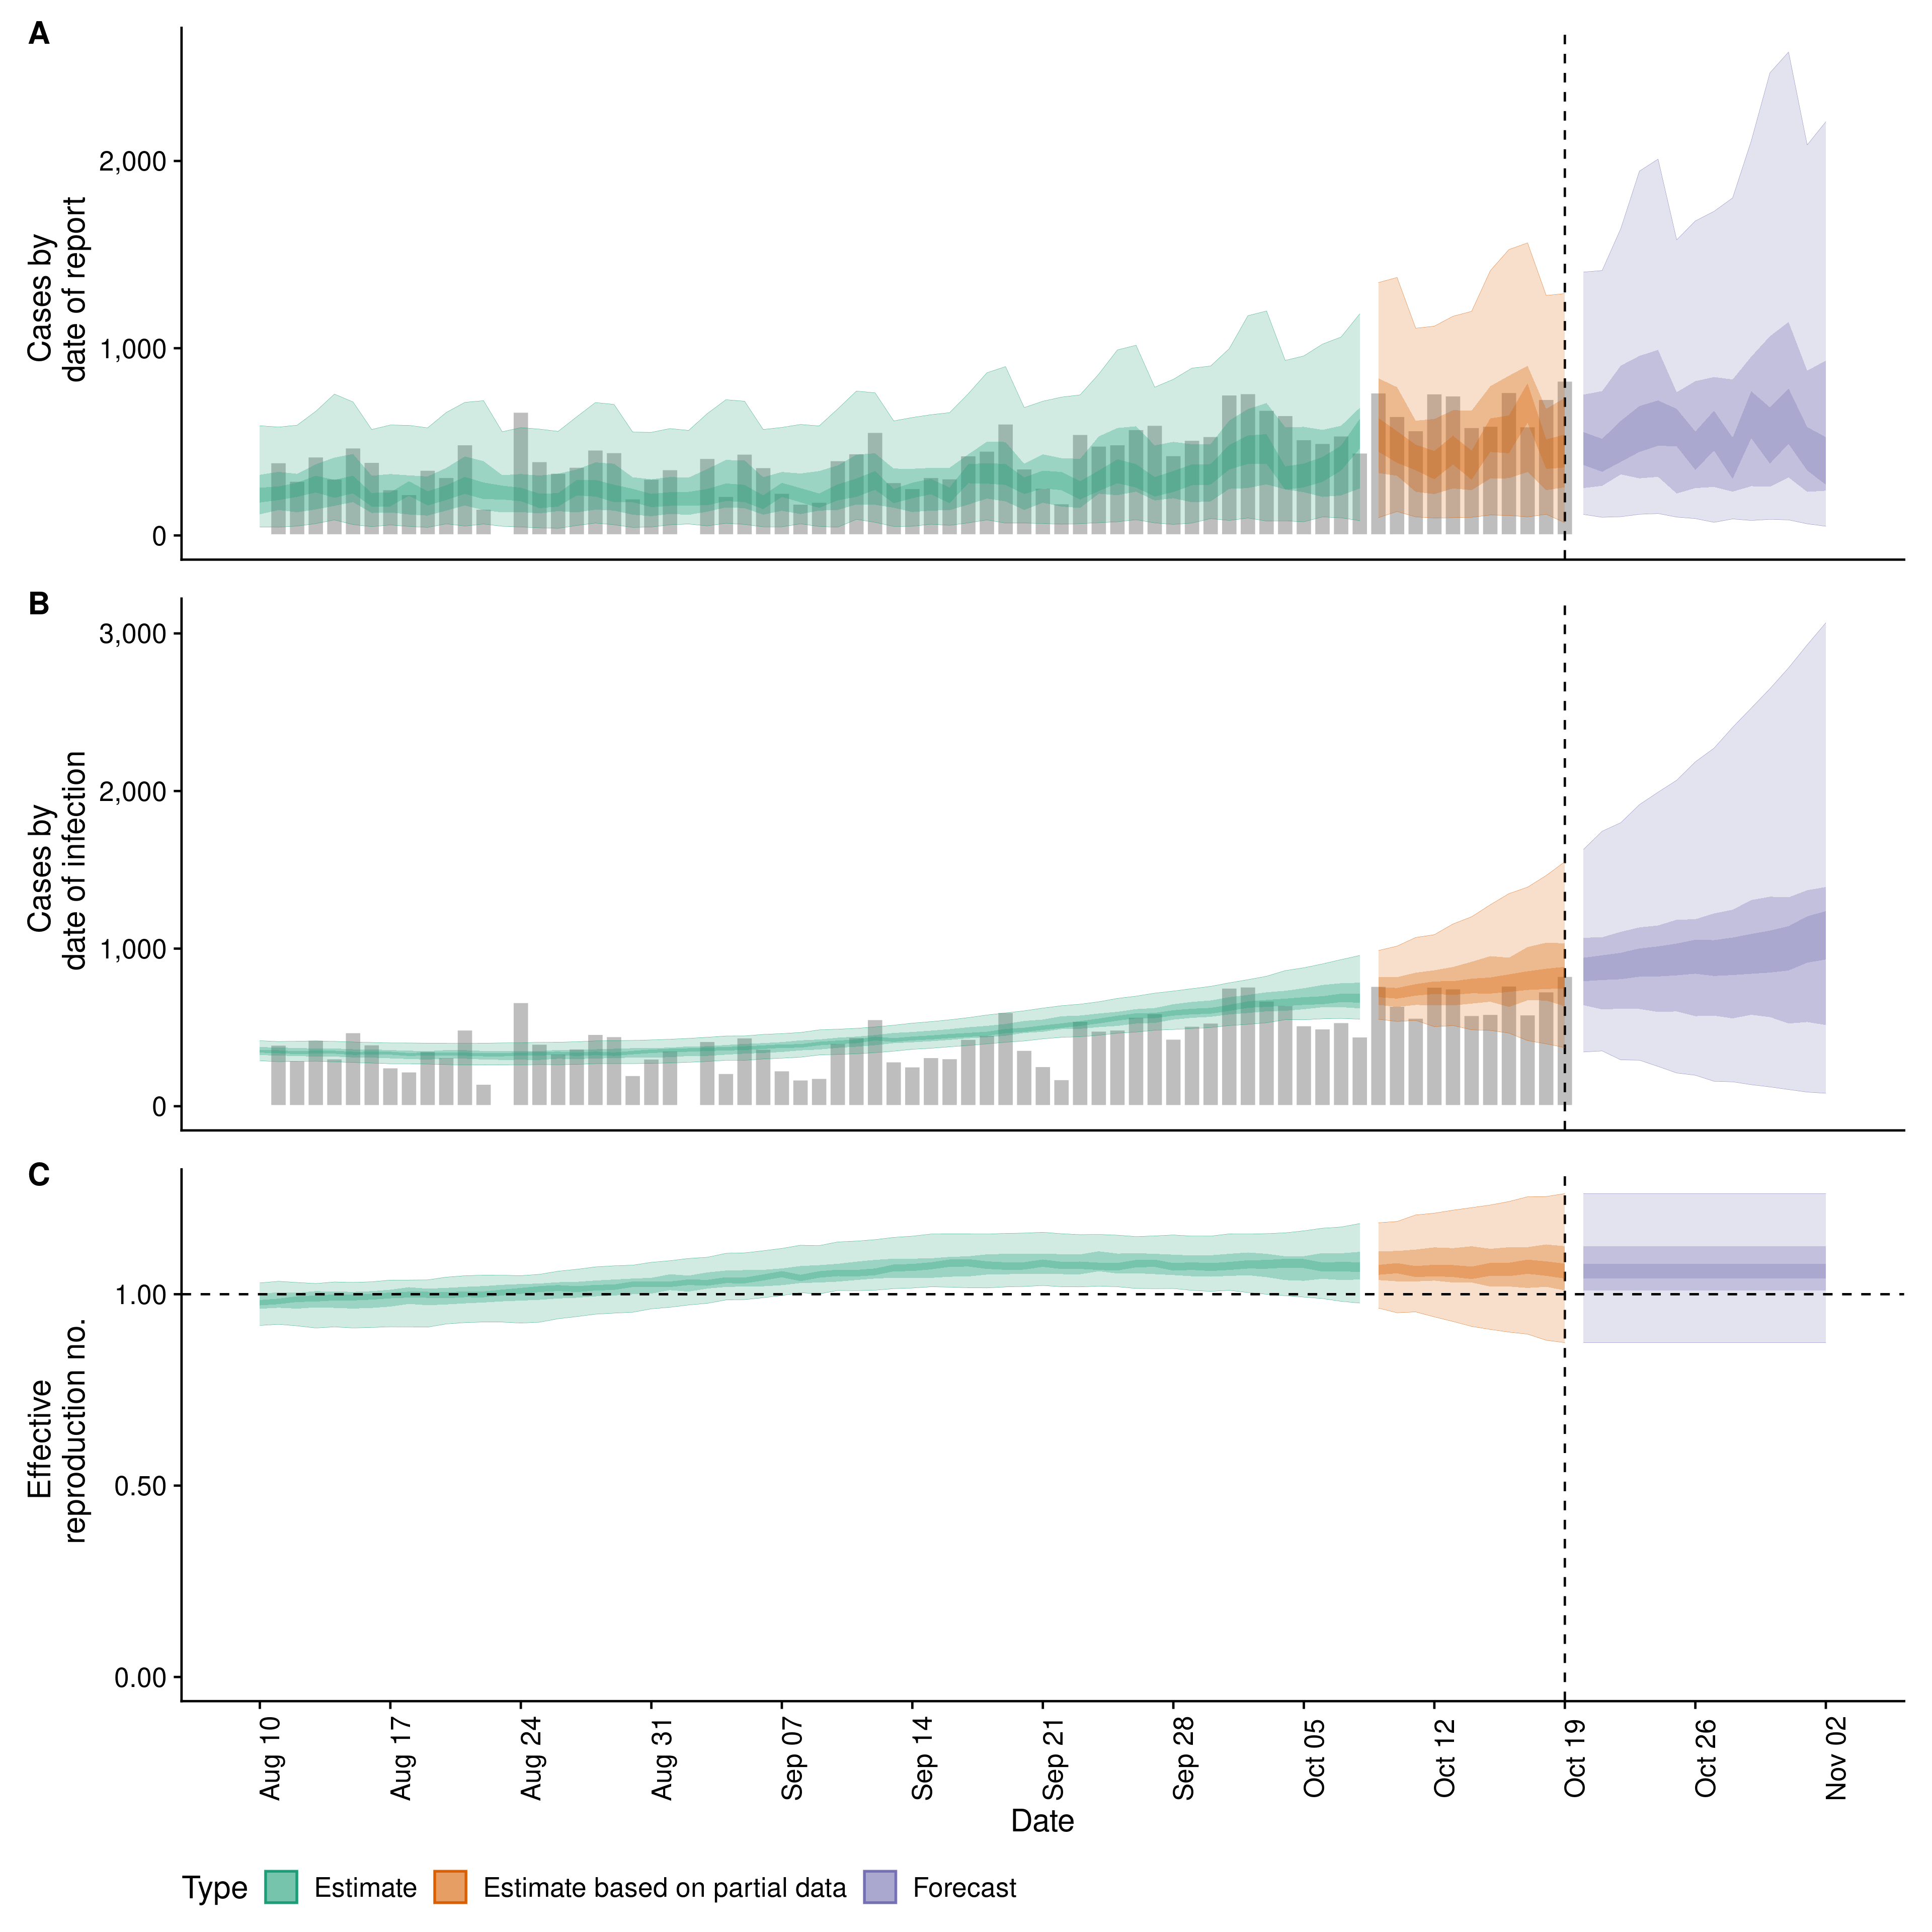 A
Cases by
date of report
2,000
1,000
0
B
Cases by
date of infection
3,000
2,000
1,000
0
C
Effective
reproduction no.
1.00
0.50
0.00
Aug 10
Aug 17
Aug 24
Aug 31
Sep 07
Sep 14
Sep 21
Sep 28
Oct 05
Oct 12
Oct 19
Oct 26
Nov 02
Date
Type Estimate Estimate based on partial data Forecast